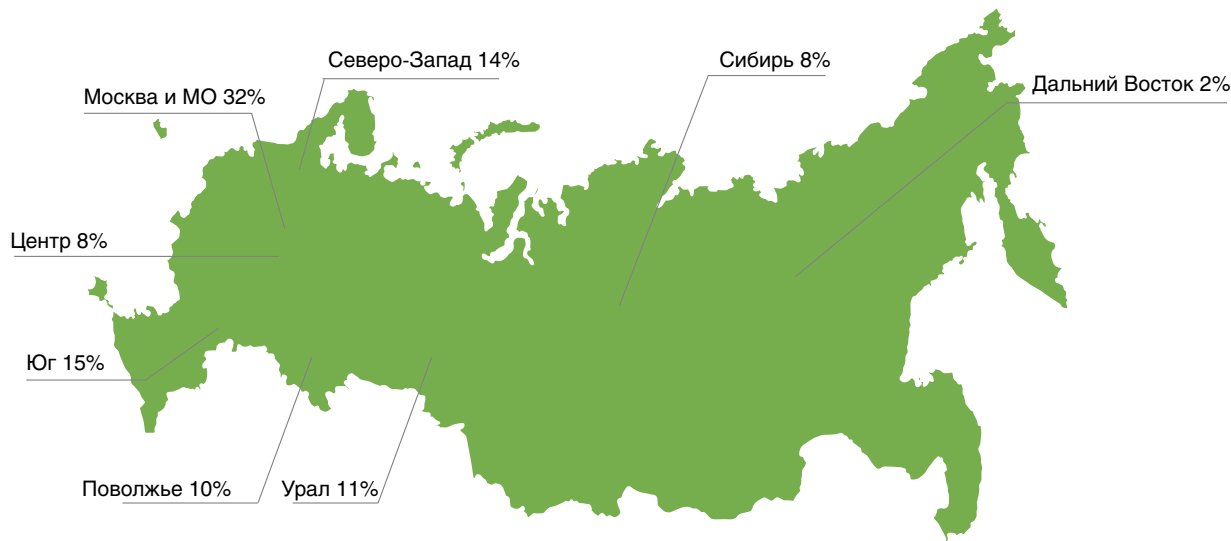 Северо-Запад 14%
Сибирь 8%
Дальний Восток 2%
Москва и МО 32%
Центр 8%
Юг 15%
Поволжье 10%
Урал 11%